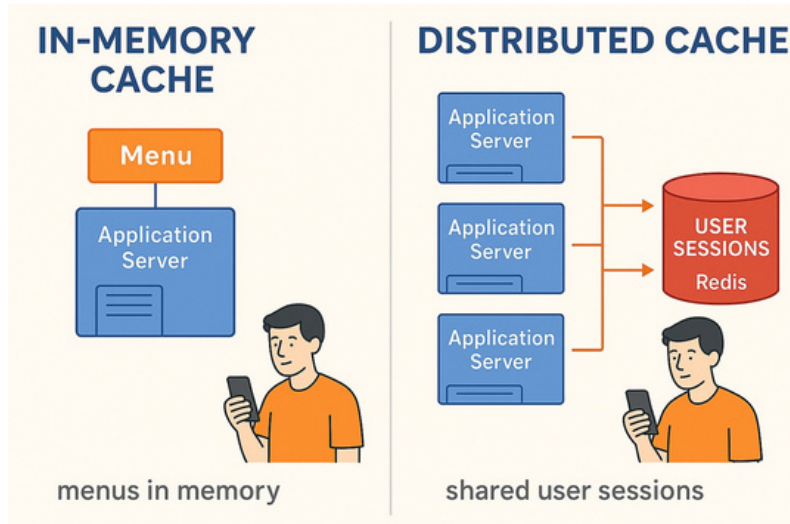 IN-MEMORY
CACHE
Menu
Application
Server
menus in memory
DISTRIBUTED CACHE
Application
Server
Application
Server
Application
Server
USER
SESSIONS
Redis
shared user sessions